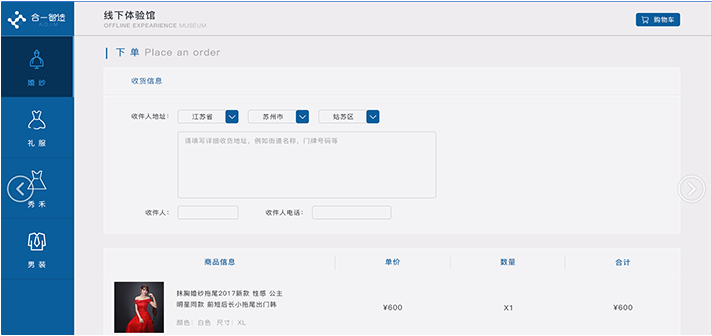 合一智造
线下体验馆
OFFLINE EXPEARIENCE MUSEUM
购物车
下单 Place an order
婚纱
礼服
秀禾
男装
收货信息
收件人地址：
江苏省
苏州市
姑苏区
请填写详细收货地址，例如街道名称，门牌号码等
收件人：
收件人电话：
商品信息
单价
数量
合计
抹胸婚纱拖尾2017新款 性感 公主
明星同款 前短后长小拖尾出门韩
颜色：白色 尺寸：XL
¥600
X1
¥600